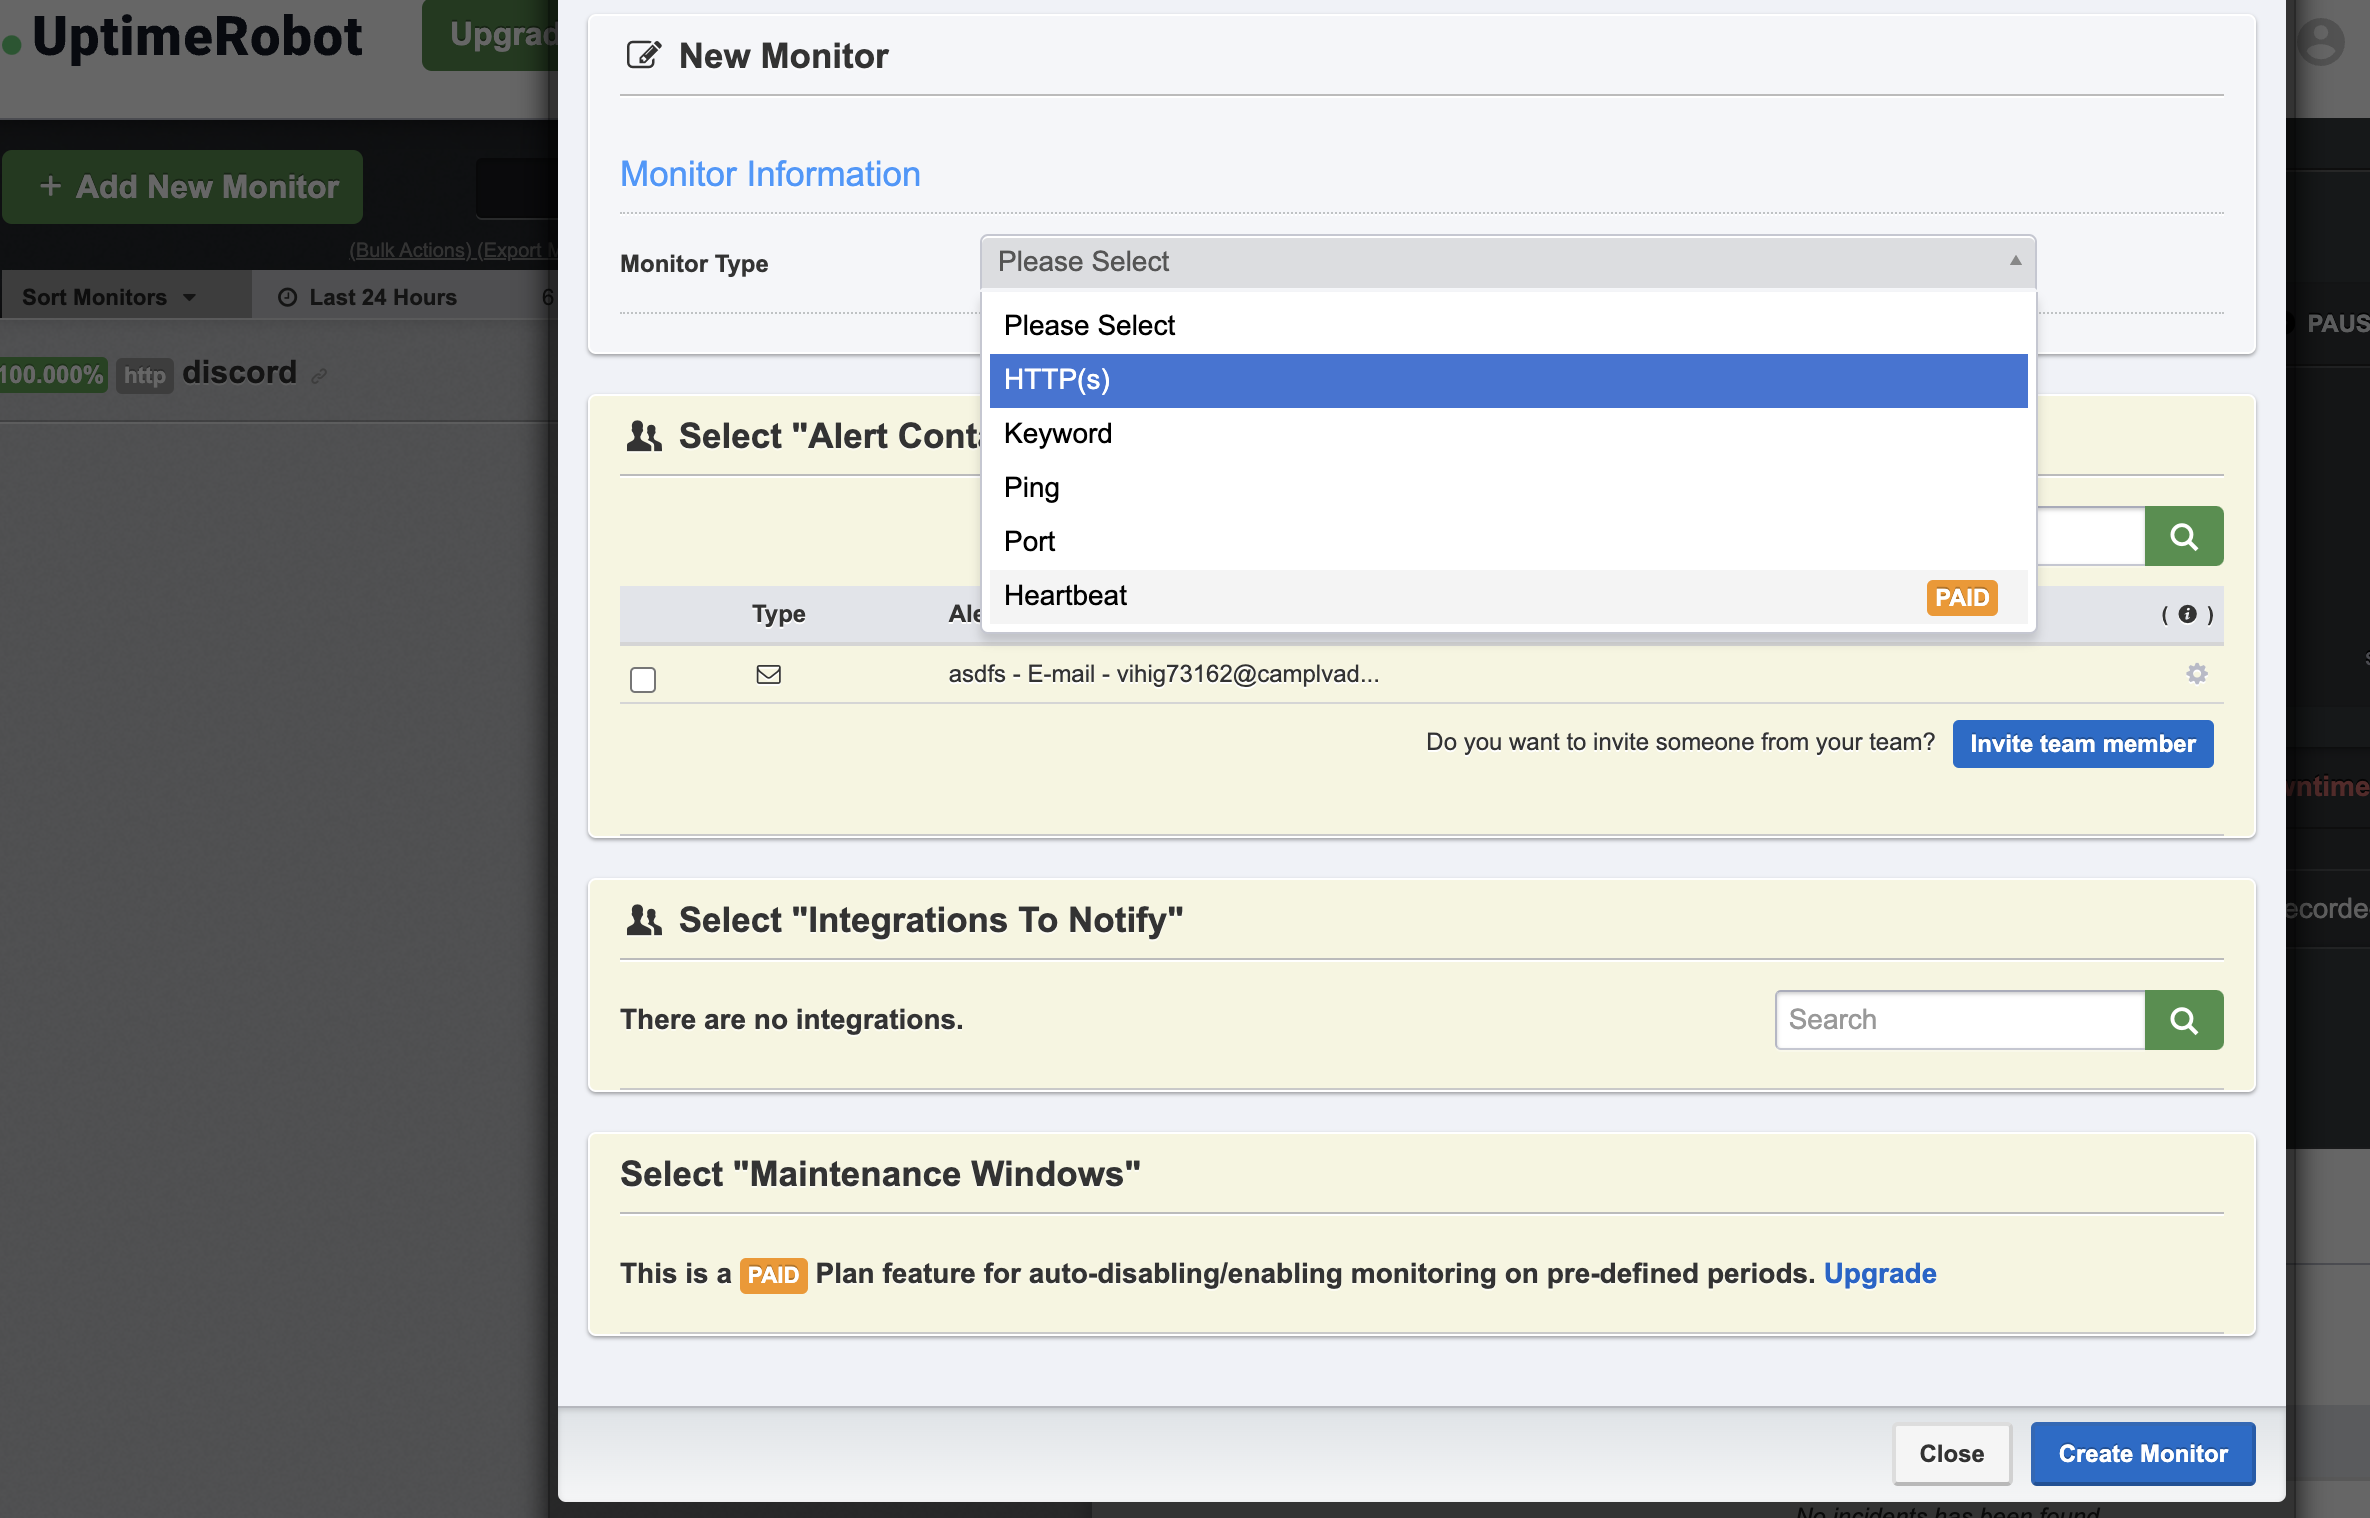 UptimeRobot
Upgrad
New Monitor
Monitor Information
+ Add New Monitor
(Bulk Actions) (Export M
Monitor Type
Please Select
Sort Monitors
Last 24 Hours
6
Please Select
PAUS
HTTP(s)
100.000% http discord
Keyword
Select "Alert Conta
Ping
Port
Heartbeat PAID
Type
Ale
( i )
asdfs - E-mail - vihig73162@camplvad...
Do you want to invite someone from your team?
Invite team member
wntime
ecorde
Select "Integrations To Notify"
There are no integrations.
Search
Select "Maintenance Windows"
This is a PAID Plan feature for auto-disabling/enabling monitoring on pre-defined periods. Upgrade
Close
Create Monitor
No incidents has been found